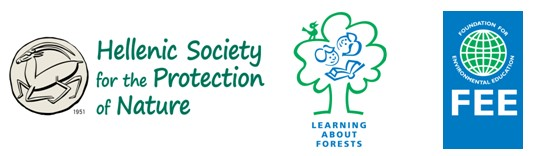 Hellenic Society
for the Protection
of Nature
1951
LEARNING
ABOUT
FORESTS
FOUNDATION FOR
ENVIRONMENTAL EDUCATION
FEE